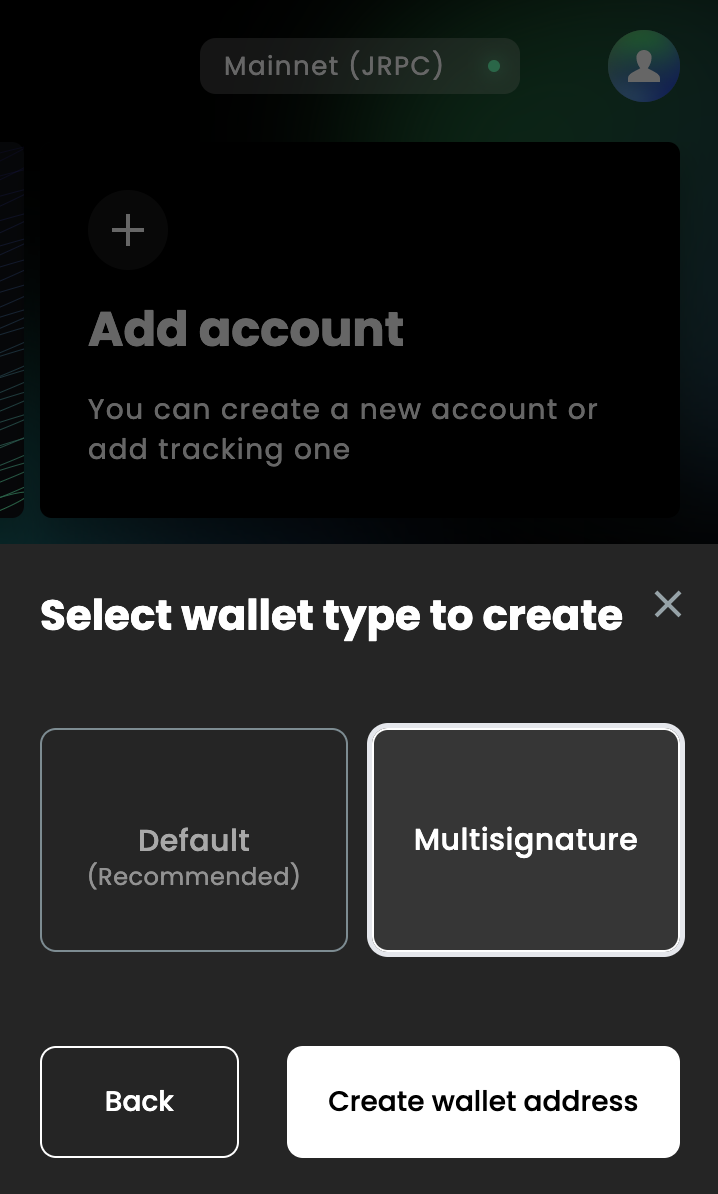 Mainnet (JRPC)
Add account
You can create a new account or
add tracking one
Select wallet type to create
Default
(Recommended)
Multisignature
Back
Create wallet address